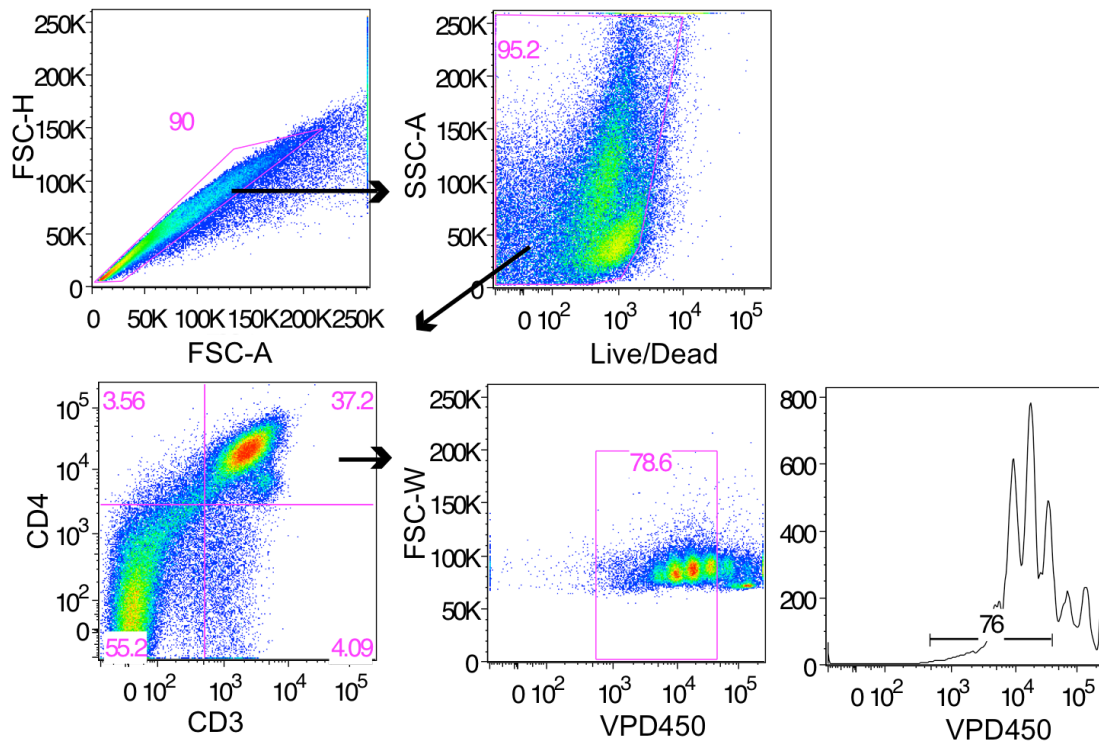 250K
200K
150K
100K
50K
0
FSC-H
90
0 50K 100K 150K 200K 250K
FSC-A
250K
200K
150K
100K
50K
0
SSC-A
95.2
0 10² 10³ 10⁴ 10⁵
Live/Dead
10⁵
10⁴
10³
10²
0
CD4
3.56 37.2
55.2 4.09
0 10² 10³ 10⁴ 10⁵
CD3
250K
200K
150K
100K
50K
0
FSC-W
78.6
0 10² 10³ 10⁴ 10⁵
VPD450
800
600
400
200
0
76
0 10² 10³ 10⁴ 10⁵
VPD450